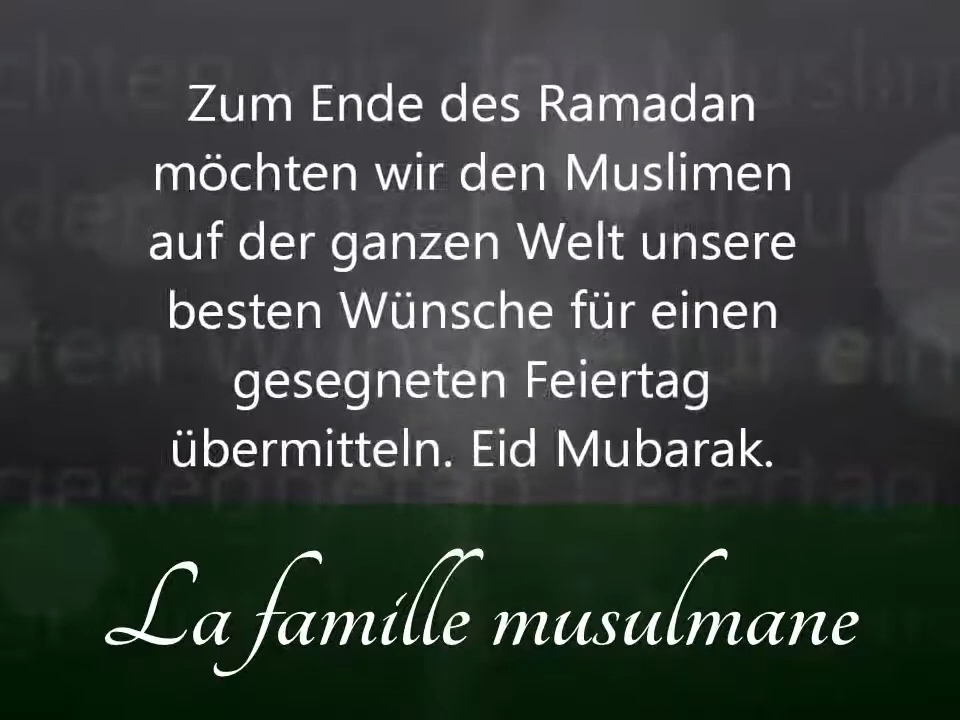 Zum Ende des Ramadan
möchten wir den Muslimen
auf der ganzen Welt unsere
besten Wünsche für einen
gesegneten Feiertag
übermitteln. Eid Mubarak.
La famille musulmane